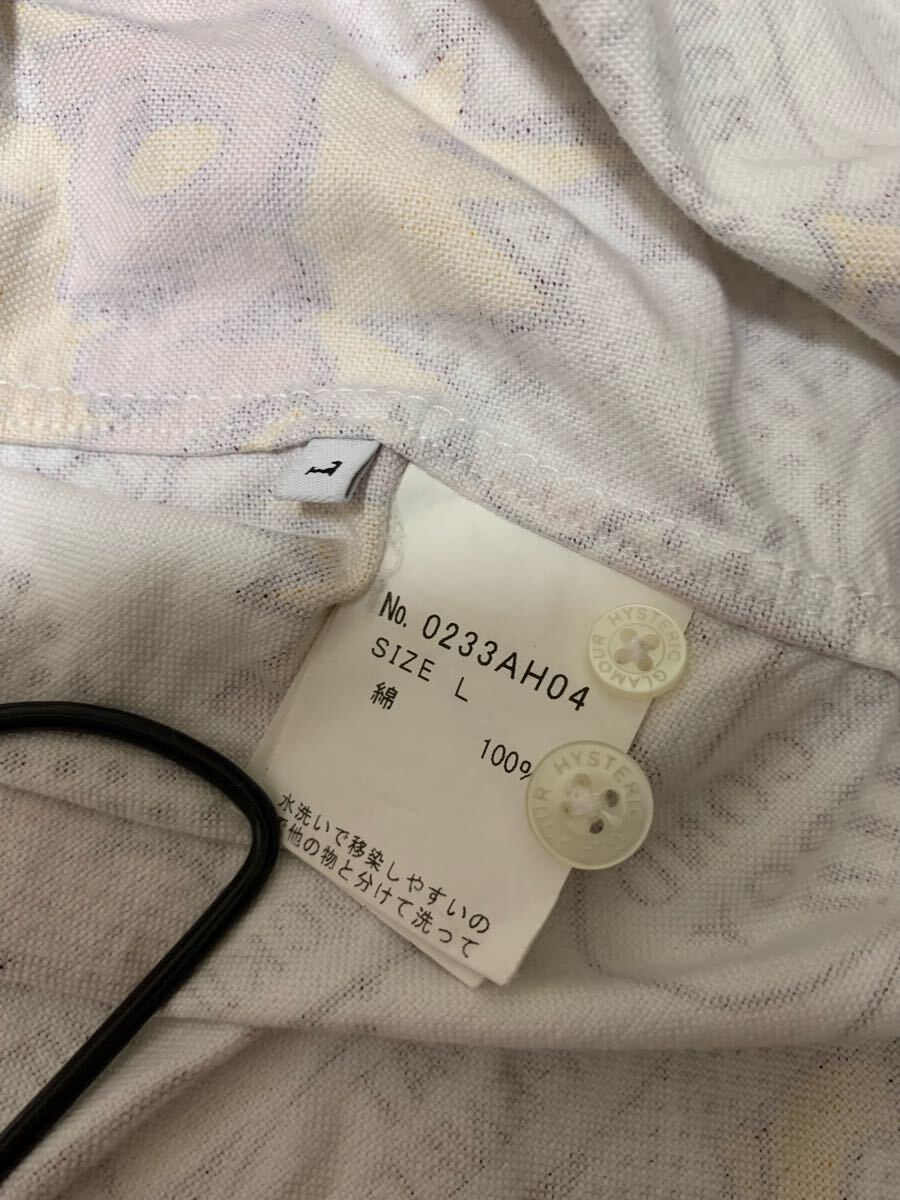 No. 0233AH04
SIZE L
綿
100%
水洗いで移染しやすいの
で他の物と分けて洗って
HYSTERIC GLAMOUR
HYSTERIC